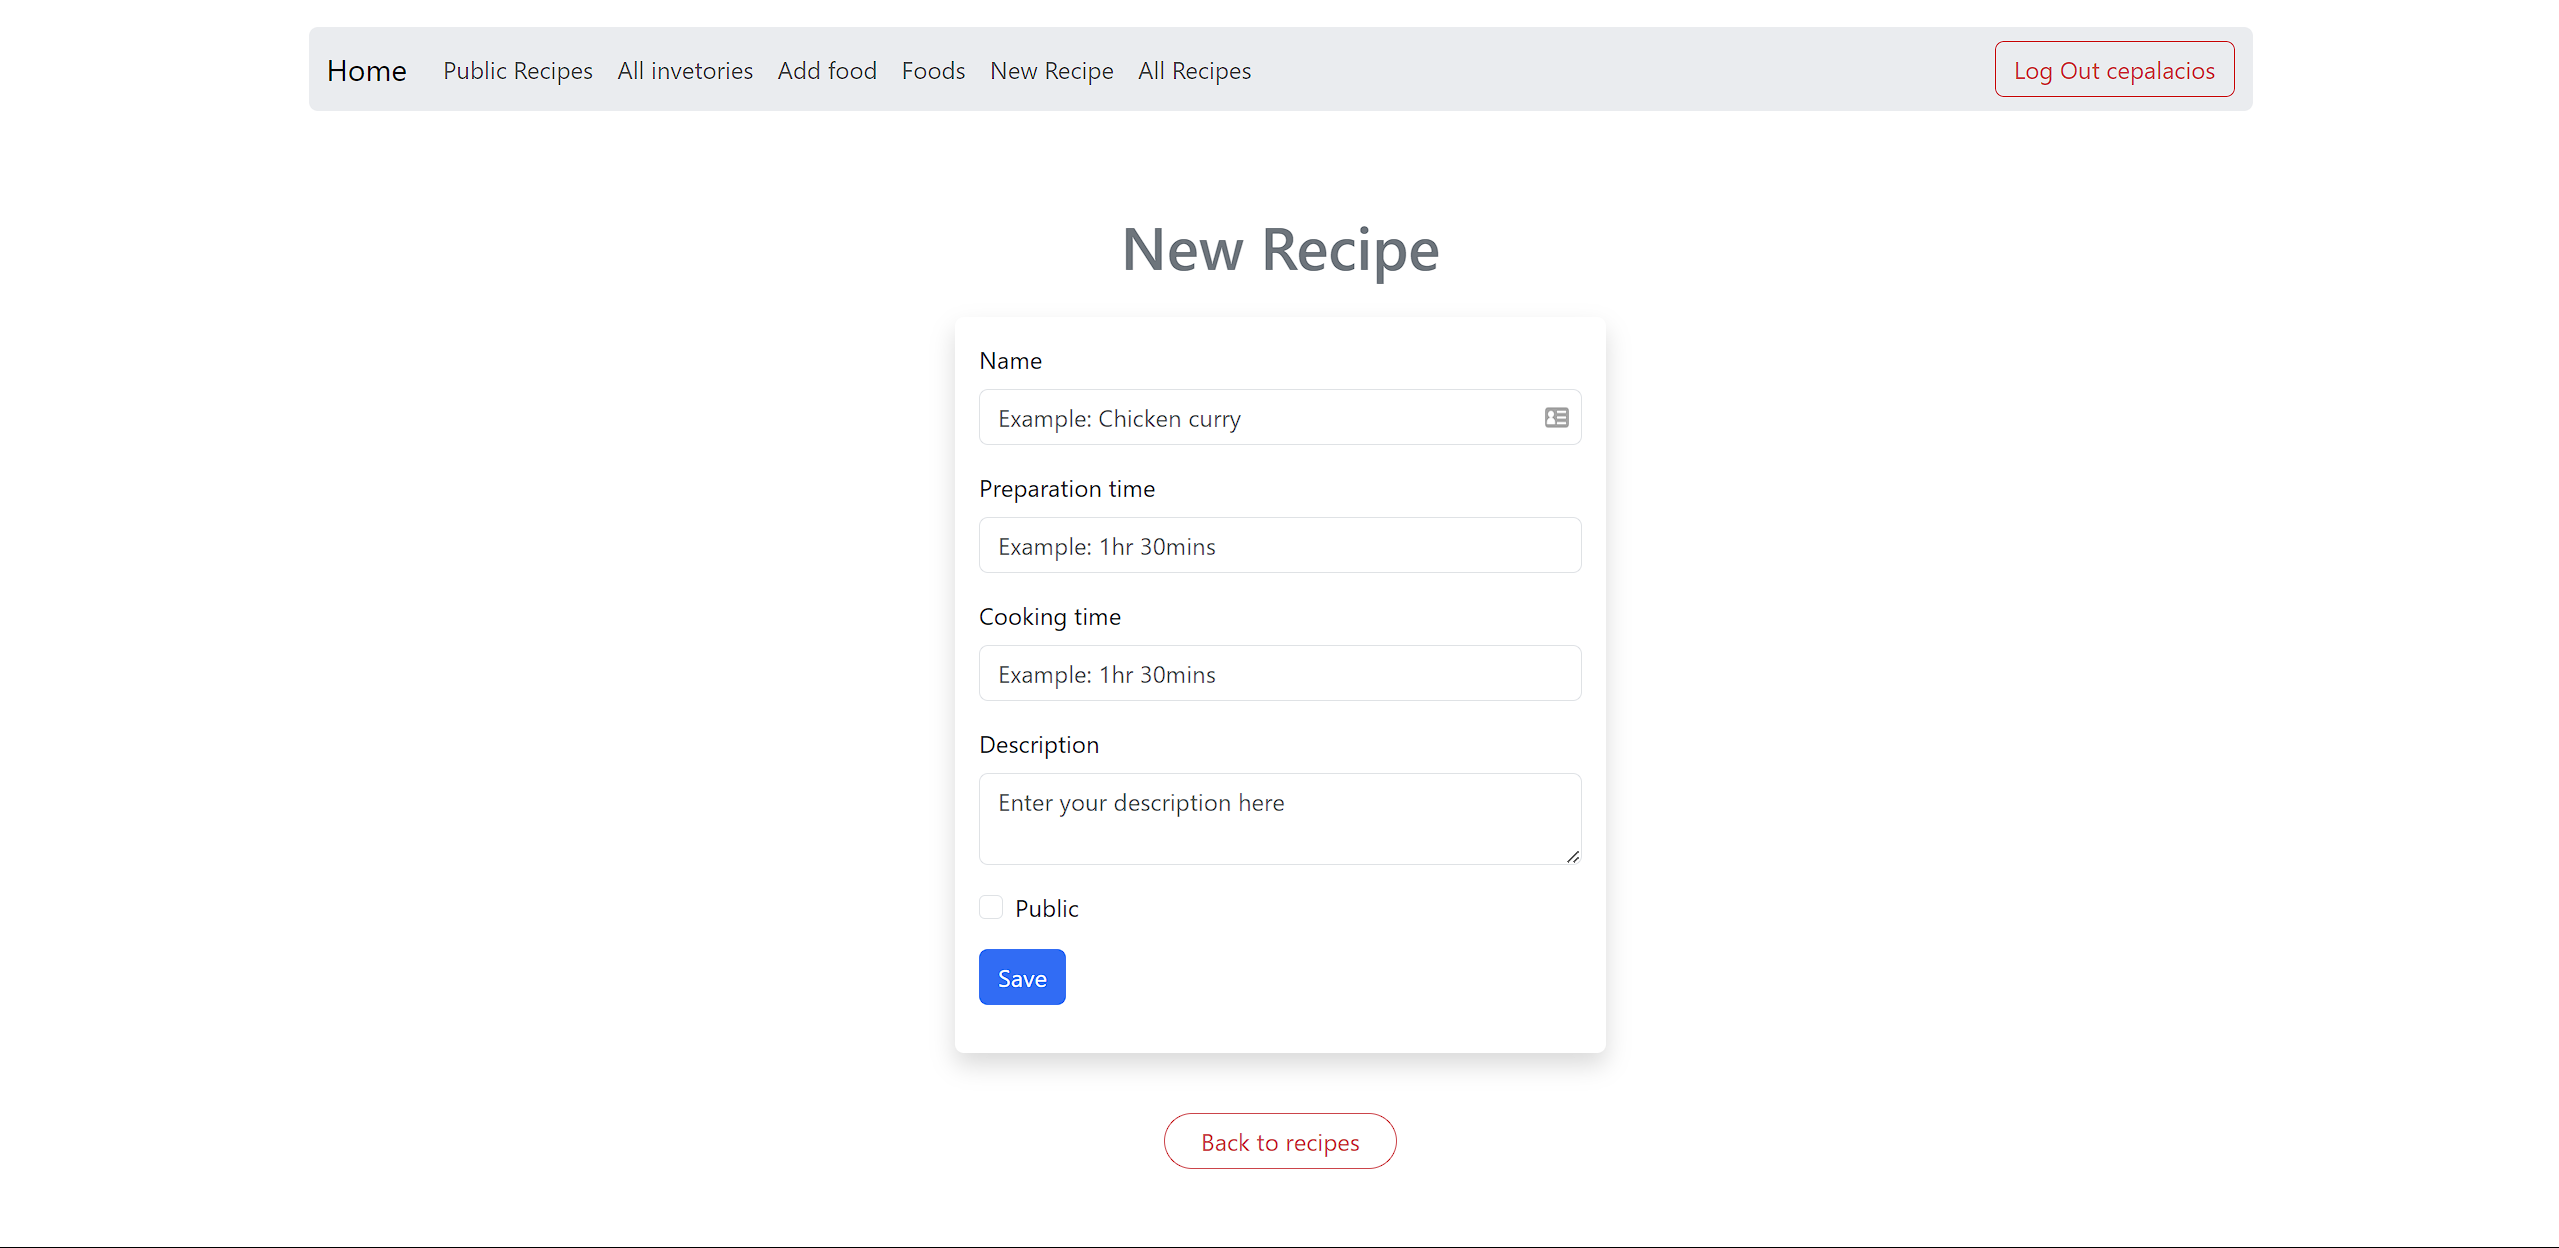 Home Public Recipes All invetories Add food Foods New Recipe All Recipes Log Out cepalacios
New Recipe
Name
Example: Chicken curry
Preparation time
Example: 1hr 30mins
Cooking time
Example: 1hr 30mins
Description
Enter your description here
Public
Save
Back to recipes